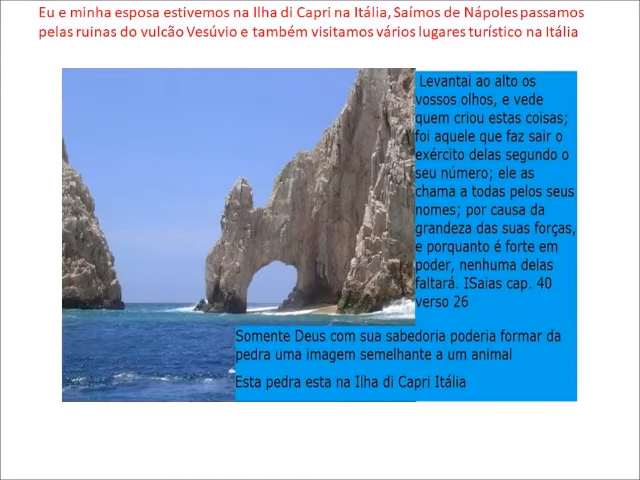 Eu e minha esposa estivemos na Ilha di Capri na Itália, Saímos de Nápoles passamos
pelas ruinas do vulcão Vesúvio e também visitamos vários lugares turístico na Itália
Levantai ao alto os
vossos olhos, e vede
quem criou estas coisas;
foi aquele que faz sair o
exército delas segundo o
seu número; ele as
chama a todas pelos seus
nomes; por causa da
grandeza das suas forças,
e porquanto é forte em
poder, nenhuma delas
faltará. ISaias cap. 40
verso 26
Somente Deus com sua sabedoria poderia formar da
pedra uma imagem semelhante a um animal
Esta pedra esta na Ilha di Capri Itália